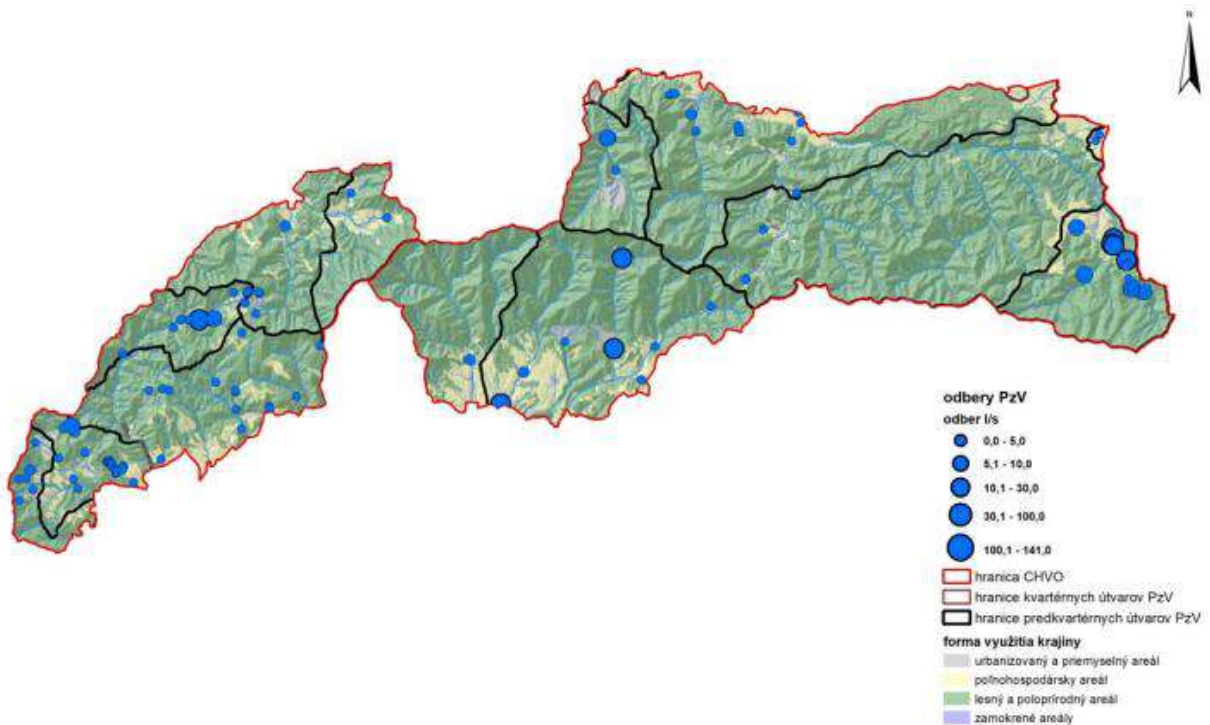 N
odbery PzV
odber l/s
0,0 - 5,0
5,1 - 10,0
10,1 - 30,0
30,1 - 100,0
100,1 - 141,0
hranica CHVO
hranice kvartérnych útvarov PzV
hranice predkvartérnych útvarov PzV
forma využitia krajiny
urbanizovaný a priemyselný areál
poľnohospodársky areál
lesný a poloprírodný areál
zamokrené areály